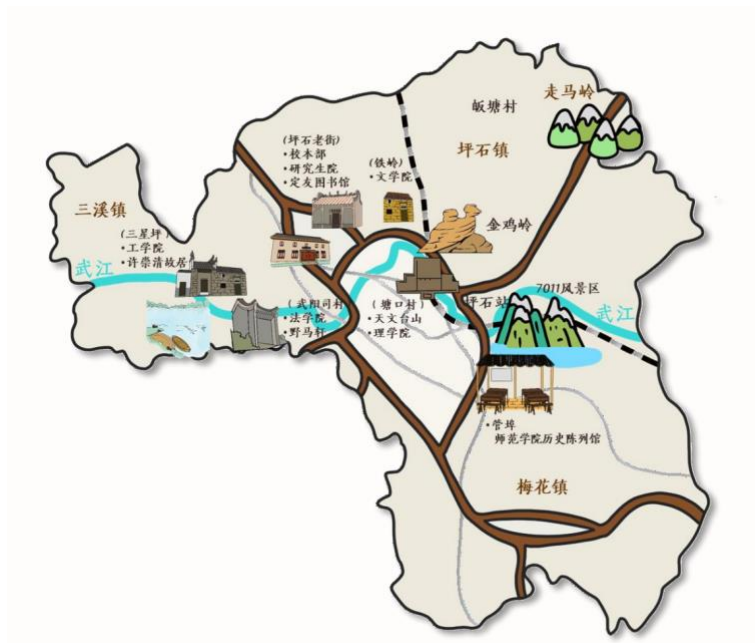 走马岭
皈塘村
坪石镇
(坪石老街)
·校本部
·研究生院
·定友图书馆
(铁岭)
·文学院
金鸡岭
三溪镇
(三星坪)
·工学院
·许崇清故居
武江
7011风景区
坪石站
武江
(武阳司村)
·法学院
·野马轩
(塘口村)
·天文台山
·理学院
·管埠
师范学院历史陈列馆
梅花镇